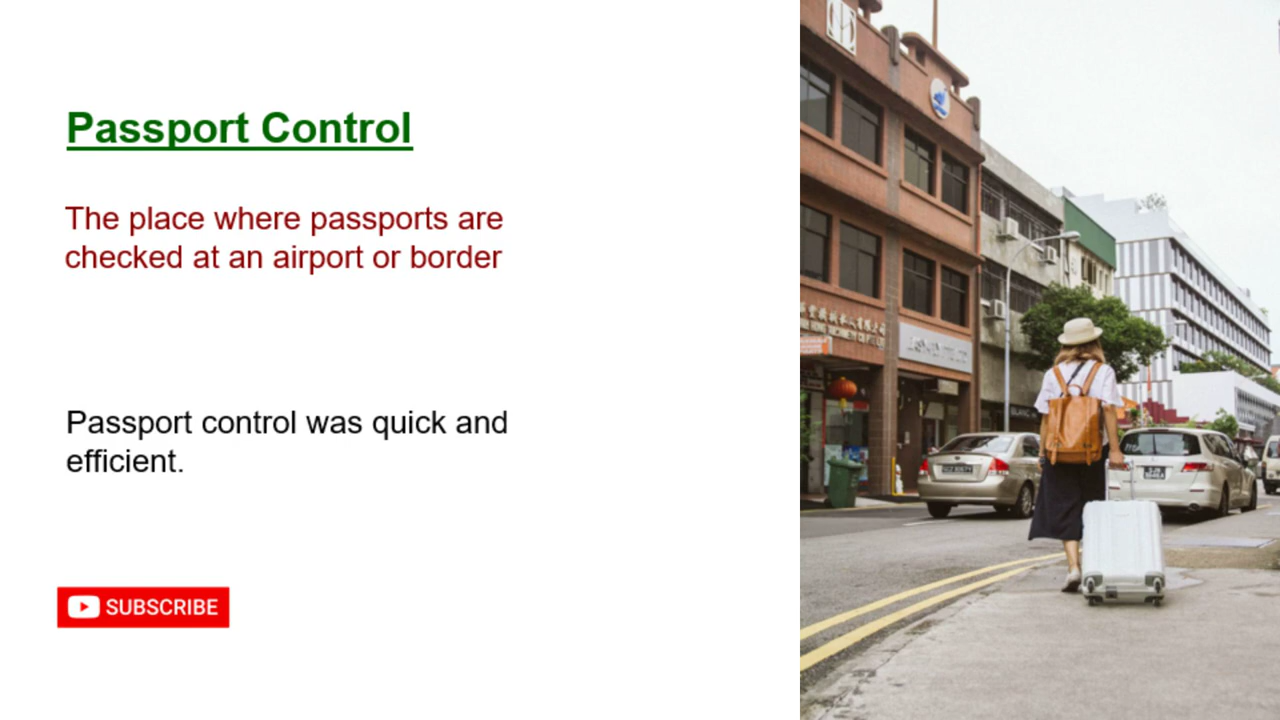 Passport Control
The place where passports are
checked at an airport or border
Passport control was quick and
efficient.
SUBSCRIBE